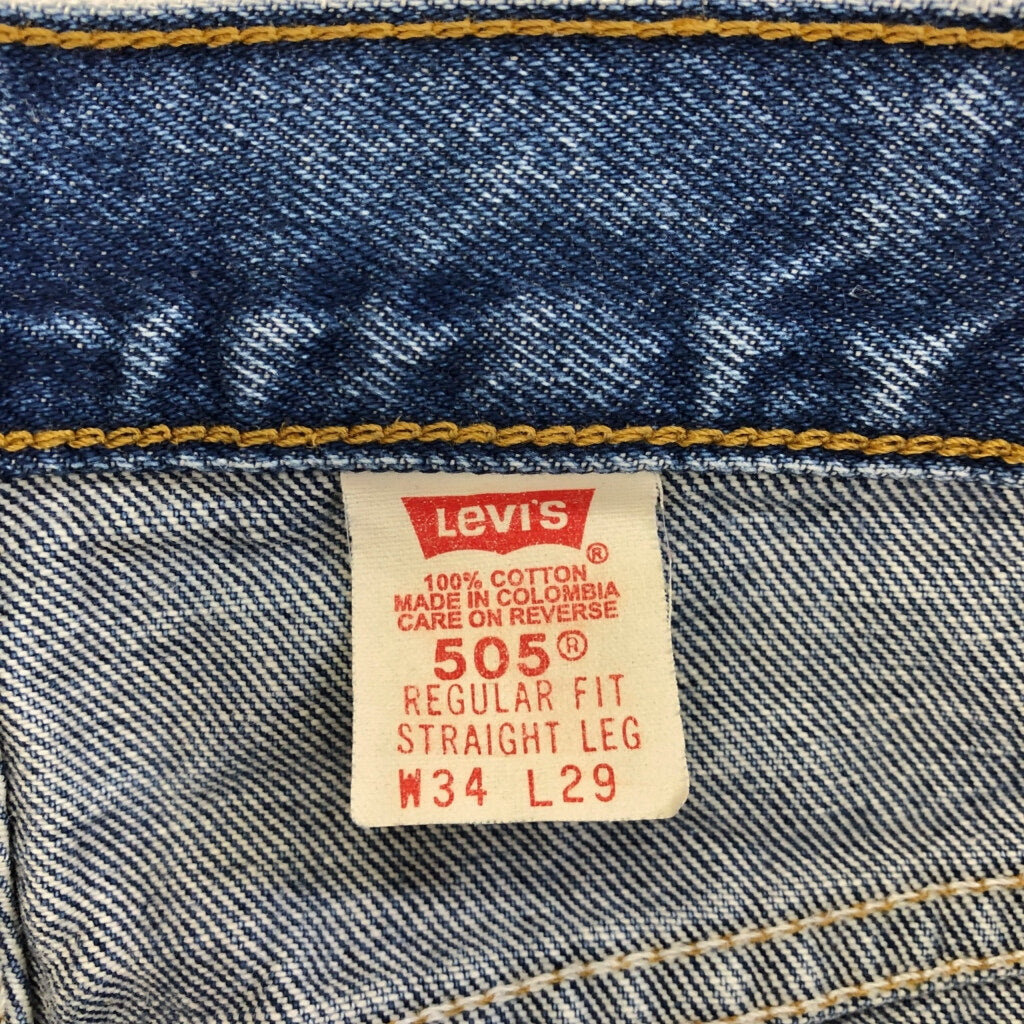 LEVI'S ®
100% COTTON
MADE IN COLOMBIA
CARE ON REVERSE
505®
REGULAR FIT
STRAIGHT LEG
W34 L29